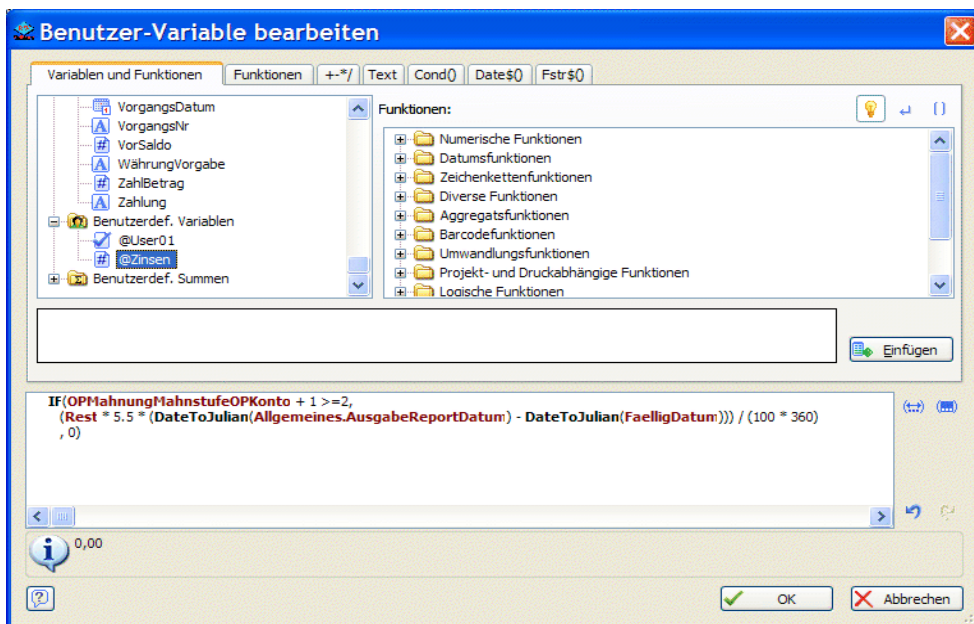 Benutzer-Variable bearbeiten
Variablen und Funktionen Funktionen +-*/ Text Cond() Date$() Fstr$()
VorgangsDatum
VorgangsNr
VorSaldo
WährungVorgabe
ZahlBetrag
Zahlung
Benutzerdef. Variablen
@User01
@Zinsen
Benutzerdef. Summen
Funktionen:
Numerische Funktionen
Datumsfunktionen
Zeichenkettenfunktionen
Diverse Funktionen
Aggregatsfunktionen
Barcodefunktionen
Umwandlungsfunktionen
Projekt- und Druckabhängige Funktionen
Logische Funktionen
Einfügen
IF(OPMahnungMahnstufeOPKonto + 1 >=2,
(Rest * 5.5 * (DateToJulian(Allgemeines.AusgabeReportDatum) - DateToJulian(FaelligDatum))) / (100 * 360)
, 0)
0,00
OK Abbrechen